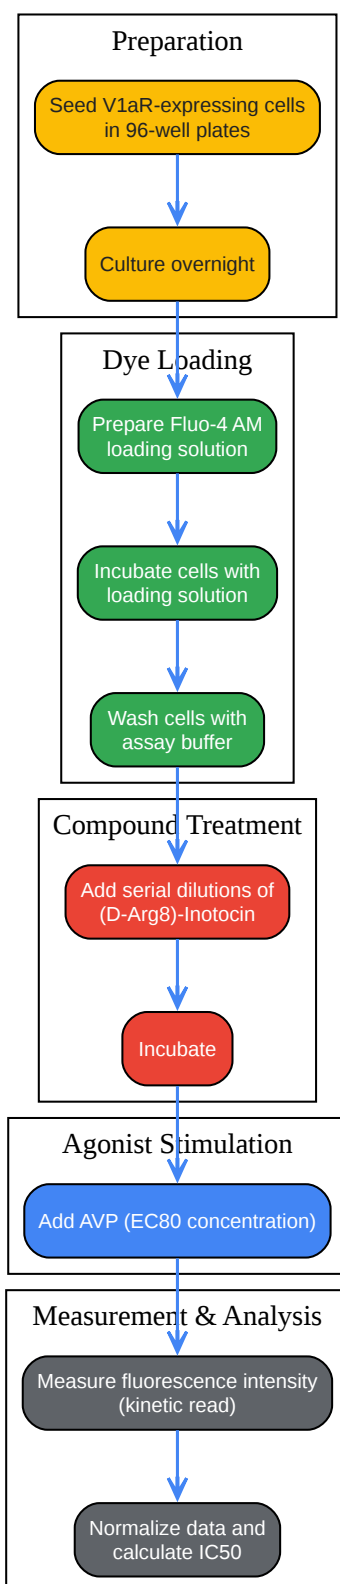 Preparation
Seed V1aR-expressing cells
in 96-well plates
Culture overnight
Dye Loading
Prepare Fluo-4 AM
loading solution
Incubate cells with
loading solution
Wash cells with
assay buffer
Compound Treatment
Add serial dilutions of
(D-Arg8)-Inotocin
Incubate
Agonist Stimulation
Add AVP (EC80 concentration)
Measurement & Analysis
Measure fluorescence intensity
(kinetic read)
Normalize data and
calculate IC50